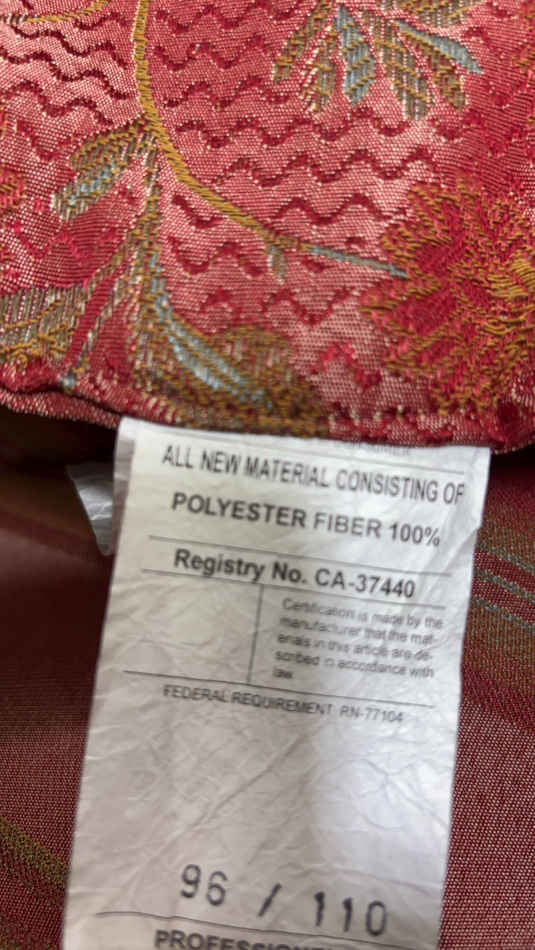 ALL NEW MATERIAL CONSISTING OF
POLYESTER FIBER 100%
Registry No. CA-37440
Certification is made by the
manufacturer that the mat-
erials in this article are de-
scribed in accordance with
law.
FEDERAL REQUIREMENT RN-77104
96 / 110